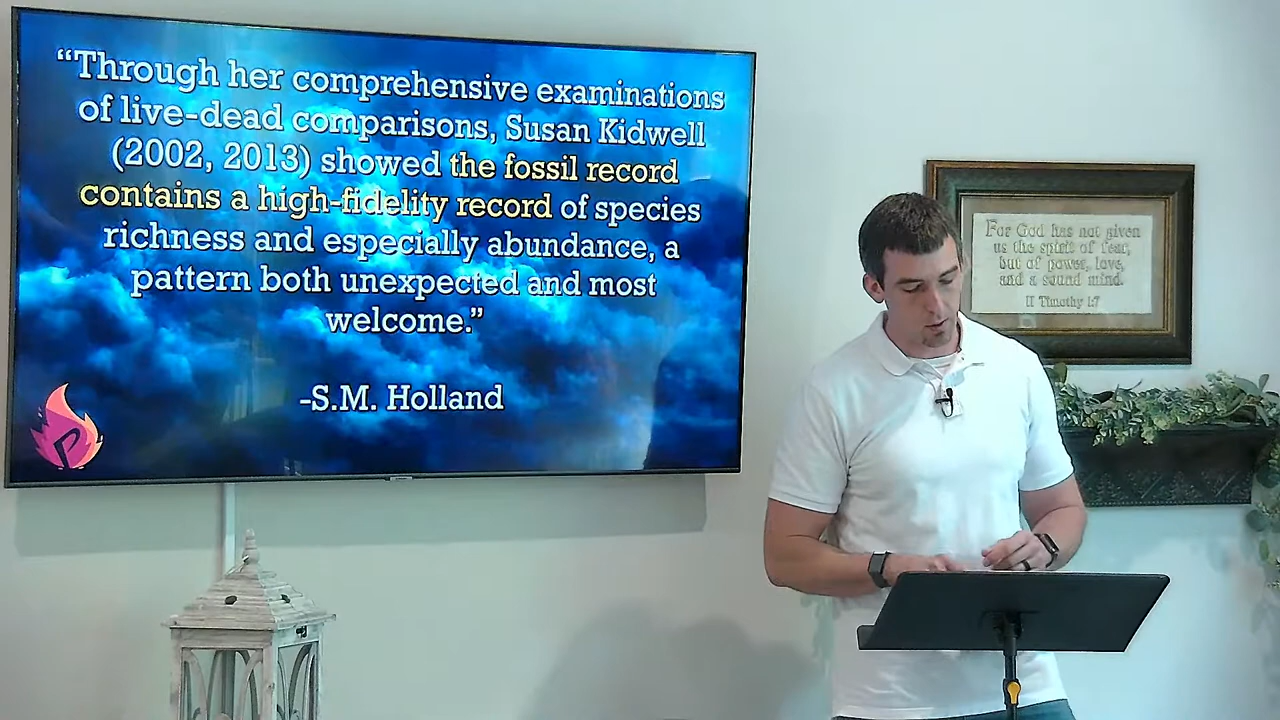 “Through her comprehensive examinations
of live-dead comparisons, Susan Kidwell
(2002, 2013) showed the fossil record
contains a high-fidelity record of species
richness and especially abundance, a
pattern both unexpected and most
welcome.”
-S.M. Holland
P
For God has not given
us the spirit of fear,
but of power, love,
and a sound mind.
II Timothy 1:7